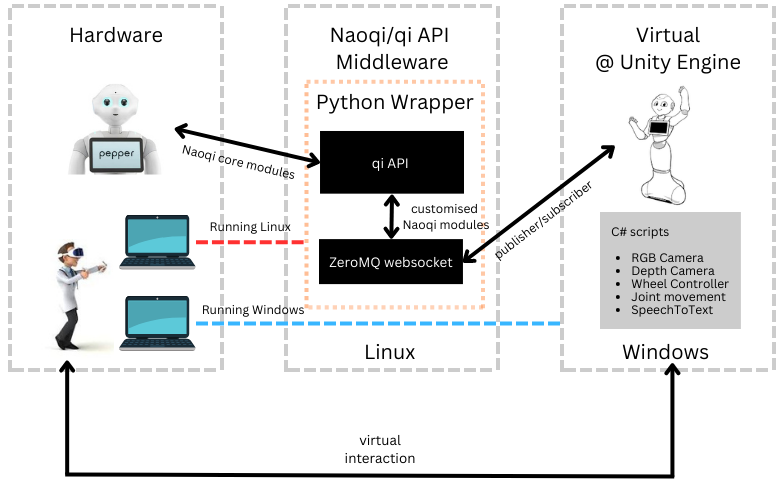 Hardware
pepper
Naoqi core modules
Running Linux
Running Windows
Naoqi/qi API
Middleware
Python Wrapper
qi API
customised
Naoqi modules
ZeroMQ websocket
Linux
publisher/subscriber
Virtual
@ Unity Engine
C# scripts
• RGB Camera
• Depth Camera
• Wheel Controller
• Joint movement
• SpeechToText
Windows
virtual
interaction